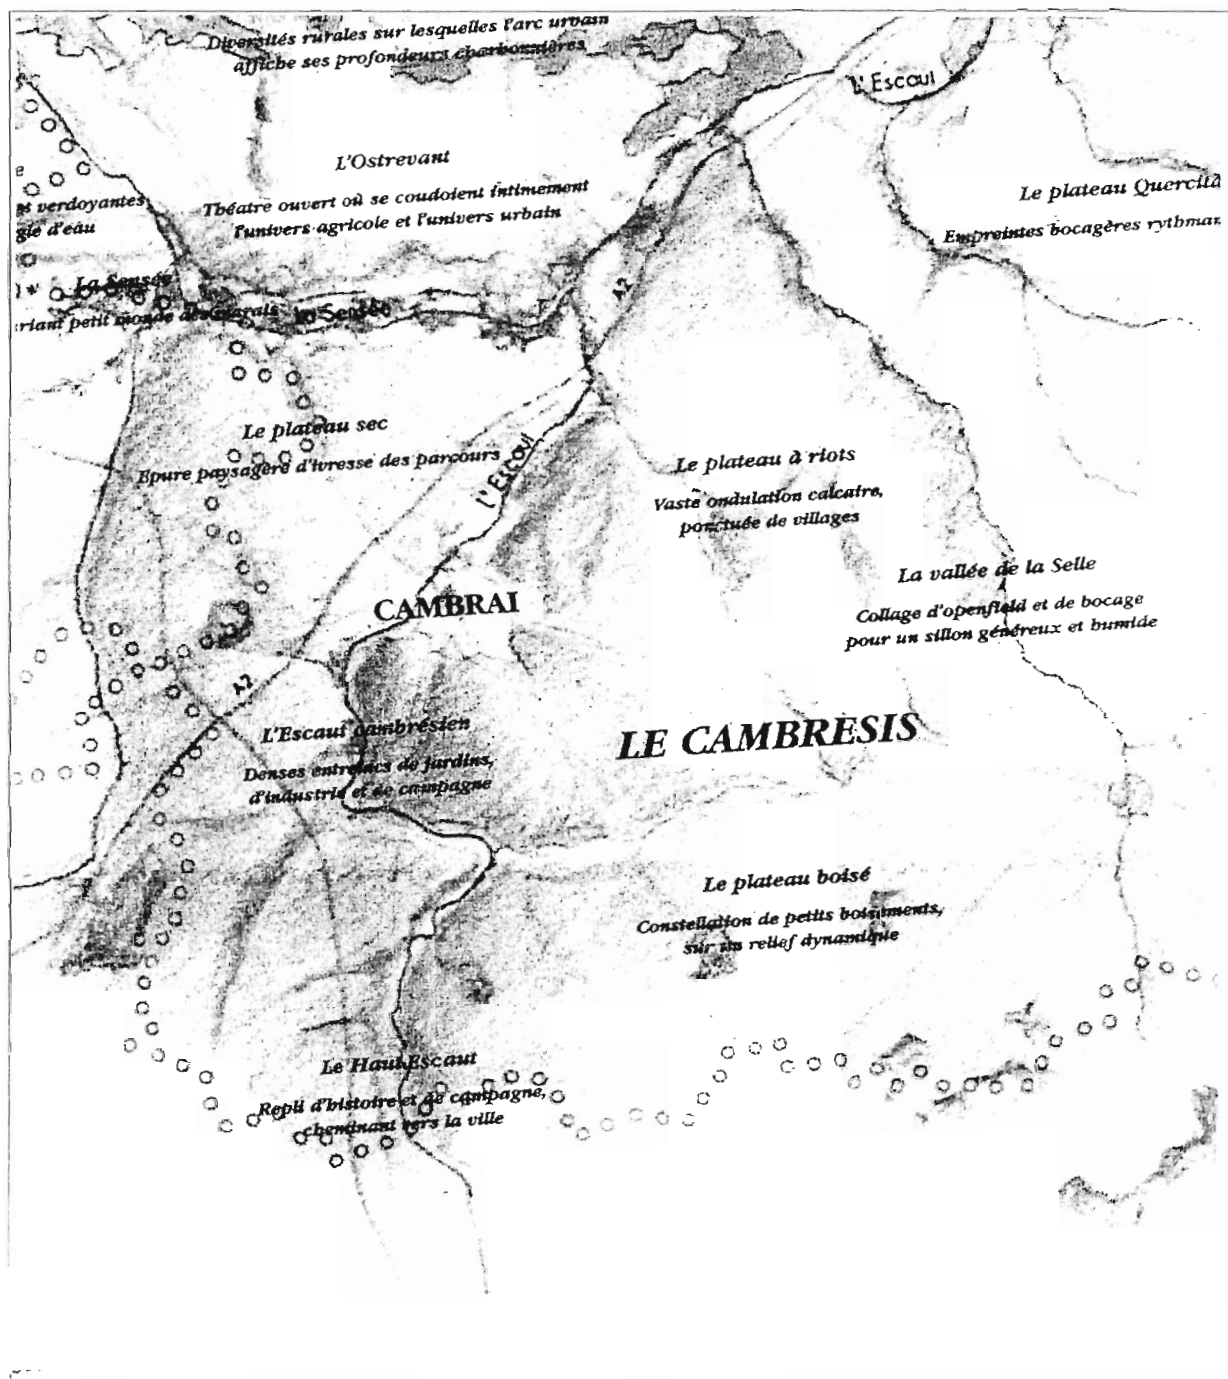 Diversités rurales sur lesquelles l'arc urbain
affiche ses profondeurs charbonnières
L'Escaut
L'Ostrevant
Théatre ouvert où se coudoient intimement
l'univers agricole et l'univers urbain
Le plateau Quercita
Empreintes bocagères rythma
e
es verdoyantes
gle d'eau
A2
La Sensée
riant petit monde des marais
La Sensée
Le plateau sec
Epure paysagère d'ivresse des parcours
L'Escaut
Le plateau à riots
Vaste ondulation calcaire,
ponctuée de villages
La vallée de la Selle
Collage d'openfield et de bocage
pour un sillon généreux et humide
CAMBRAI
A2
L'Escaut cambrésien
Denses entrelacs de jardins,
d'industrie et de campagne
LE CAMBRESIS
Le plateau boisé
Constellation de petits boisements,
sur un relief dynamique
Le Haut Escaut
Repli d'histoire et de campagne,
cheminant vers la ville